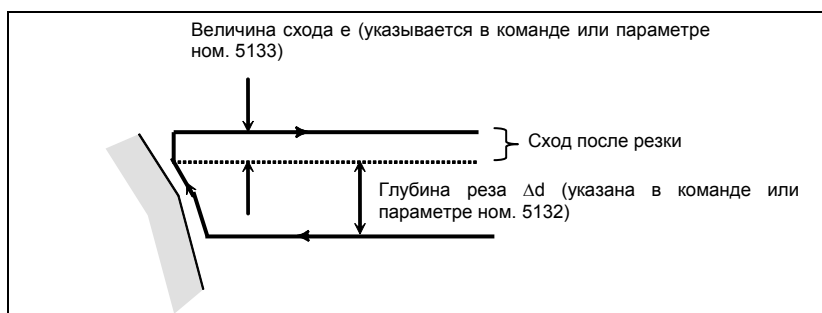 Величина схода e (указывается в команде или параметре
ном. 5133)
Сход после резки
Глубина реза Δd (указана в команде или
параметре ном. 5132)